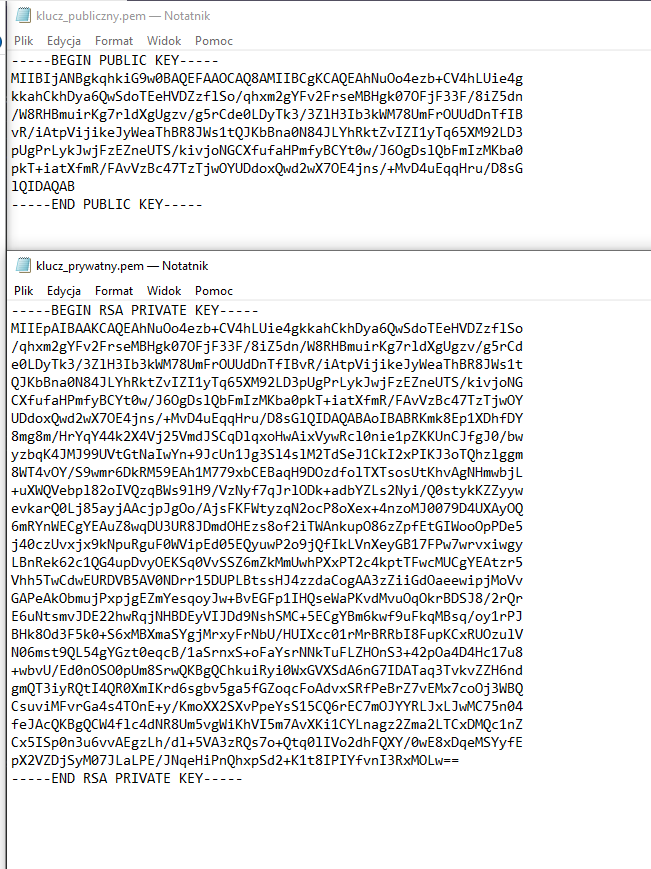 klucz_publiczny.pem — Notatnik
Plik Edycja Format Widok Pomoc
-----BEGIN PUBLIC KEY-----
MIIBIjANBgkqhkiG9w0BAQEFAAOCAQ8AMIIBCgKCAQEAhNuOo4ezb+CV4hLUie4g
kkahCkhDya6QwSdoTEeHVDZzflSo/qhxm2gYFv2FrseMBHgk07OFjF33F/8iZ5dn
/W8RHBmuirKg7rldXgUgzv/g5rCde0LDyTk3/3ZlH3Ib3kWM78UmFrOUUdDnTfIB
vR/iAtpVijikeJyWeaThBR8JWs1tQJKbBna0N84JLYhRktZvIZI1yTq65XM92LD3
pUgPrLykJwjFzEZneUTS/kivjoNGCXfufaHPmfyBCYt0w/J6OgDslQbFmIzMKba0
pkT+iatXfmR/FAvVzBc47TzTjwOYUDdoxQwd2wX7OE4jns/+MvD4uEqqHru/D8sG
lQIDAQAB
-----END PUBLIC KEY-----
klucz_prywatny.pem — Notatnik
Plik Edycja Format Widok Pomoc
-----BEGIN RSA PRIVATE KEY-----
MIIEpAIBAAKCAQEAhNuOo4ezb+CV4hLUie4gkkahCkhDya6QwSdoTEeHVDZzflSo
/qhxm2gYFv2FrseMBHgk07OFjF33F/8iZ5dn/W8RHBmuirKg7rldXgUgzv/g5rCd
e0LDyTk3/3ZlH3Ib3kWM78UmFrOUUdDnTfIBvR/iAtpVijikeJyWeaThBR8JWs1t
QJKbBna0N84JLYhRktZvIZI1yTq65XM92LD3pUgPrLykJwjFzEZneUTS/kivjoNG
CXfufaHPmfyBCYt0w/J6OgDslQbFmIzMKba0pkT+iatXfmR/FAvVzBc47TzTjwOY
UDdoxQwd2wX7OE4jns/+MvD4uEqqHru/D8sGlQIDAQABAoIBABRKmk8Ep1XDhfDY
8mg8m/HrYqY44k2X4Vj25VmdJSCqDlqxoHwAixVywRcl0nie1pZKKUnCJfgJ0/bw
yzbqK4JMJ99UVtGtNaIwYn+9JcUn1Jg3Sl4slM2TdSeJ1CkI2xPIKJ3oTQhzlggm
8WT4vOY/S9wmr6DkRM59EAh1M779xbCEBaqH9DOzdfolTXTsosUtKhvAgNHmwbjL
+uXWQVebpl82oIVQzqBWs9lH9/VzNyf7qJrlODk+adbYZLs2Nyi/Q0stykKZZyyw
evkarQ0Lj85ayjAAcjpJgOo/AjsFKFWtyzqN2ocP8oXex+4nzoMJ0079D4UXAyOQ
6mRYnWECgYEAuZ8wqDU3UR8JDmdOHEzs8of2iTWAnkupO86zZpfEtGIWooOpPDe5
j40czUvxjx9kNpuRguF0WVipEd05EQyuwP2o9jQfIkLVnXeyGB17FPw7wrvxiwgy
LBnRek62c1QG4upDvyOEKSq0VvSSZ6mZkMmUwhPXxPT2c4kptTFwcMUCgYEAtzr5
Vhh5TwCdwEURDVB5AV0NDrr15DUPLBtssHJ4zzdaCogAA3zZiiGdOaeewipjMoVv
GAPeAkObmujPxpjgEZmYesqoyJw+BvEGFp1IHQseWaPKvdMvuOqOkrBDSJ8/2rQr
E6uNtsmvJDE22hwRqjNHBDEyVIJDd9NshSMC+5ECgYBm6kwf9uFkqMBsq/oy1rPJ
BHk8Od3F5k0+S6xMBXmaSYgjMrxyFrNbU/HUIXcc01rMrBRRbI8FupKCxRUOzulV
N06mst9QL54gYGzt0eqcB/1aSrnxS+oFaYsrNNkTuFLZHOnS3+42pOa4D4Hc17u8
+wbvU/Ed0nOSO0pUm8SrwQKBgQChkuiRyi0WxGVXSdA6nG7IDATaq3TvkvZZH6nd
gmQT3iyRQtI4QR0XmIKrd6sgbv5ga5fGZoqcFoAdvxSRfPeBrZ7vEMx7coOj3WBQ
CsuviMFvrGa4s4TOnE+y/KmoXX2SXvPpeYsS15CQ6rEC7mOJYYRLJxLJwMC75n04
feJAcQKBgQCW4flc4dNR8Um5vgWiKhVI5m7AvXKi1CYLnagz2Zma2LTCxDMQc1nZ
Cx5ISp0n3u6vvAEgzLh/dl+5VA3zRQs7o+Qtq0lIVo2dhFQXY/0wE8xDqeMSYyfE
pX2VZDjSyM07JLaLPE/JNqeHiPnQhxpSd2+K1t8IPIYfvnI3RxMOLw==
-----END RSA PRIVATE KEY-----